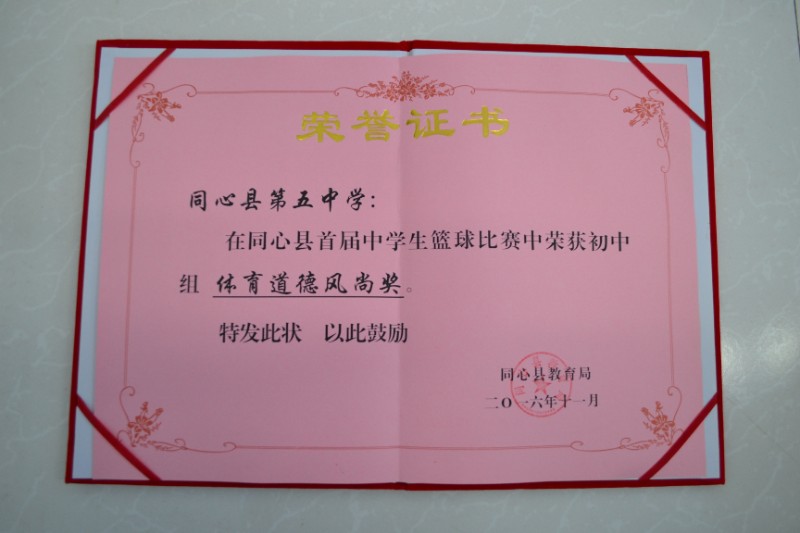 荣誉证书
同心县第五中学：
在同心县首届中学生篮球比赛中荣获初中
组 体育道德风尚奖。
特发此状 以此鼓励
同心县教育局
二〇一六年十一月